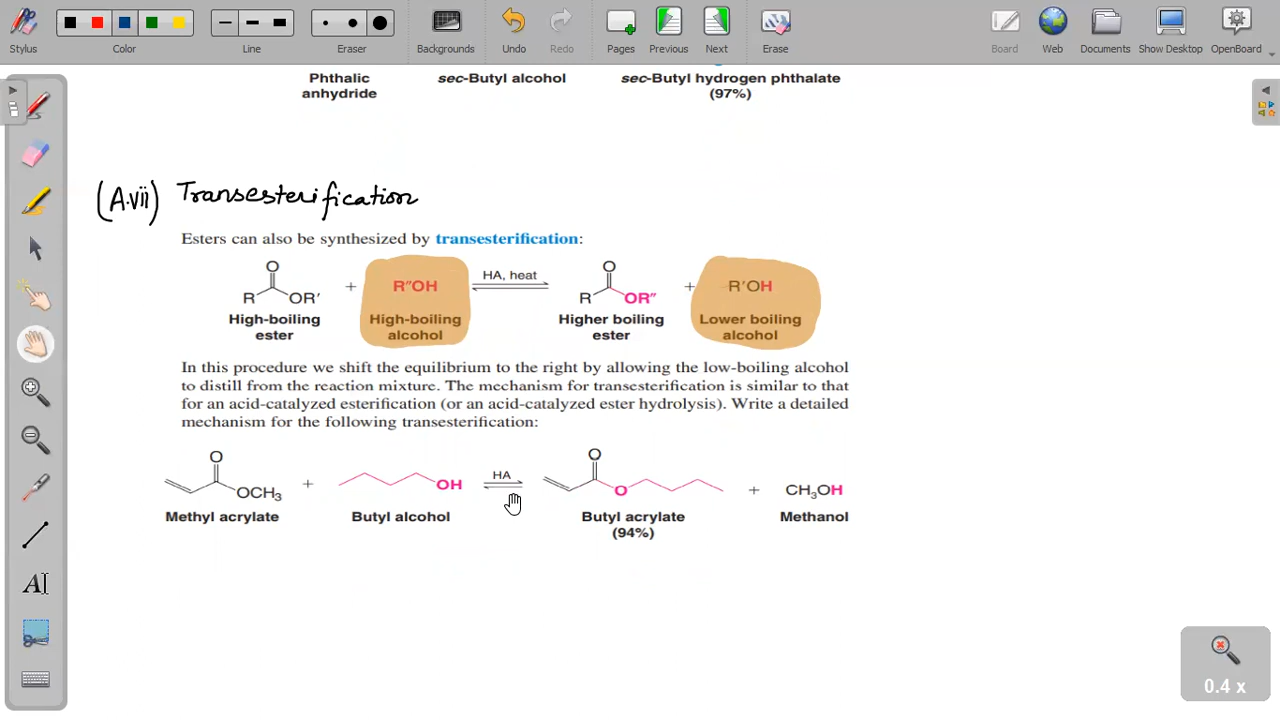 Stylus
Color
Line
Eraser
Backgrounds
Undo
Redo
Pages
Previous
Next
Erase
Board
Web
Documents
Show Desktop
OpenBoard
Phthalic
anhydride
sec-Butyl alcohol
sec-Butyl hydrogen phthalate
(97%)
(A.vii) Transesterification
Esters can also be synthesized by transesterification:
O
R OR′
+
R″OH
HA, heat
O
R OR″
+
R′OH
High-boiling
ester
High-boiling
alcohol
Higher boiling
ester
Lower boiling
alcohol
In this procedure we shift the equilibrium to the right by allowing the low-boiling alcohol
to distill from the reaction mixture. The mechanism for transesterification is similar to that
for an acid-catalyzed esterification (or an acid-catalyzed ester hydrolysis). Write a detailed
mechanism for the following transesterification:
O
OCH₃
+
OH
HA
O
O
+
CH₃OH
Methyl acrylate
Butyl alcohol
Butyl acrylate
(94%)
Methanol
A
0.4 x